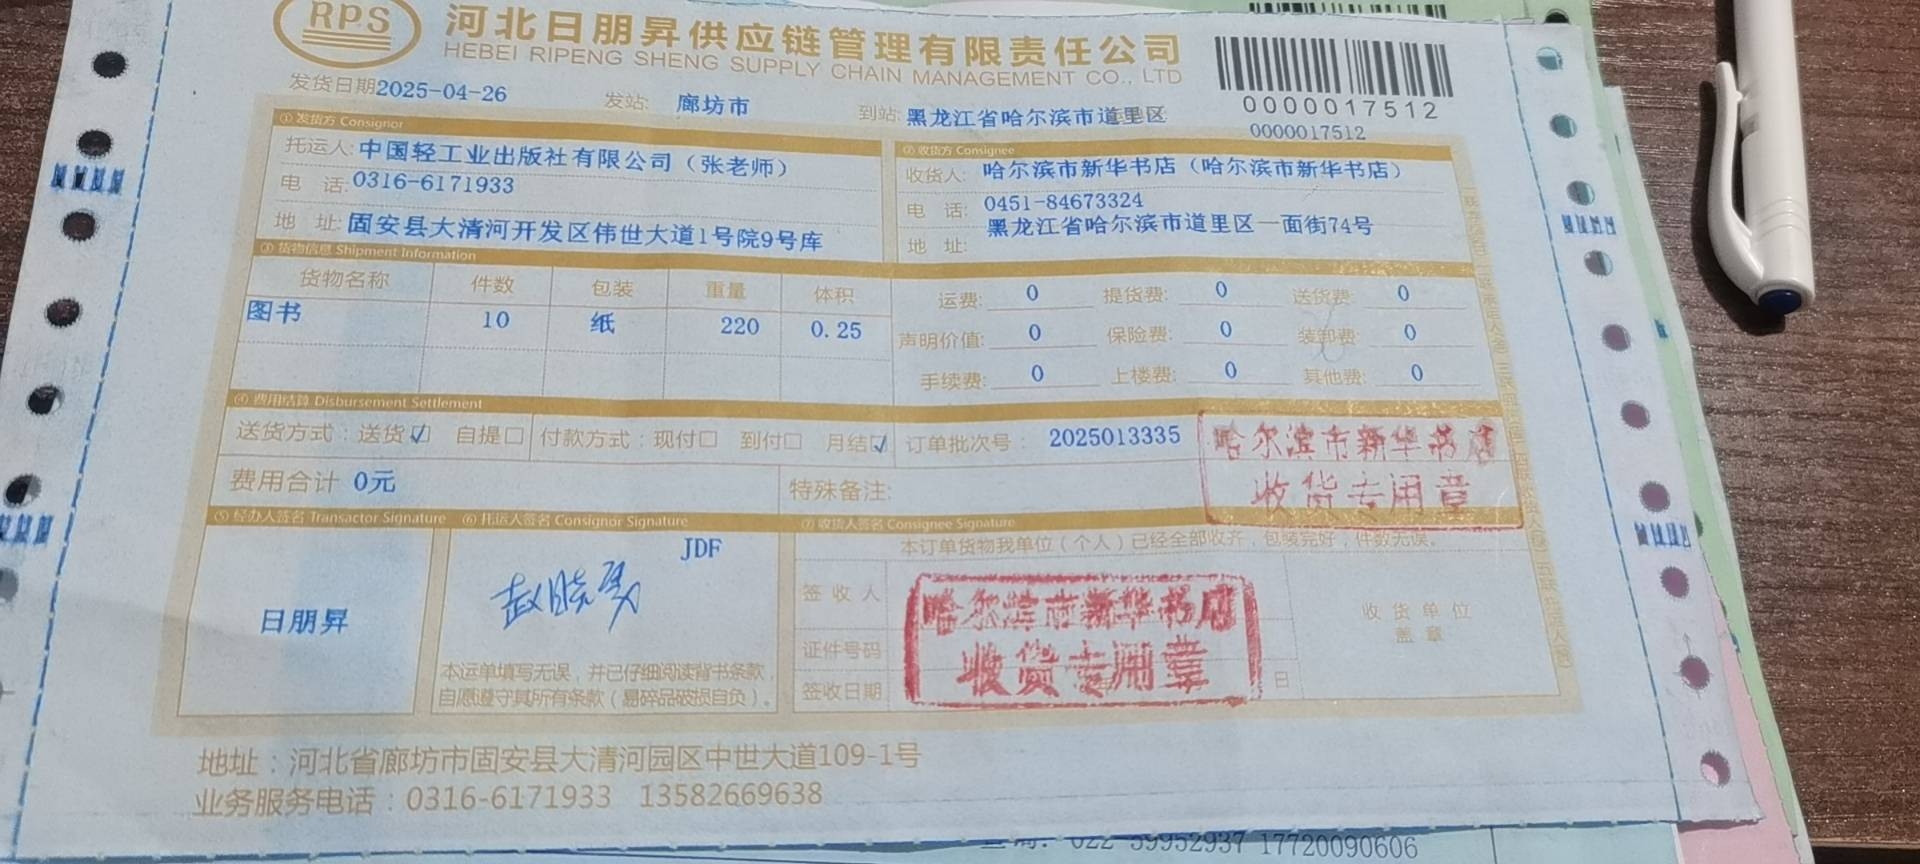 RPS
河北日朋昇供应链管理有限责任公司
HEBEI RIPENG SHENG SUPPLY CHAIN MANAGEMENT CO., LTD
发货日期 2025-04-26 发站: 廊坊市 到站: 黑龙江省哈尔滨市道里区
0000017512
0000017512
① 发货方 Consignor
托运人: 中国轻工业出版社有限公司（张老师）
电 话: 0316-6171933
地 址: 固安县大清河开发区伟世大道1号院9号库
② 收货方 Consignee
收货人: 哈尔滨市新华书店（哈尔滨市新华书店）
电 话: 0451-84673324
地 址: 黑龙江省哈尔滨市道里区一面街74号
③ 货物信息 Shipment Information
货物名称 件数 包装 重量 体积
图书 10 纸 220 0.25
运费: 0 提货费: 0 送货费: 0
声明价值: 0 保险费: 0 装卸费: 0
手续费: 0 上楼费: 0 其他费: 0
④ 费用结算 Disbursement Settlement
送货方式: 送货☑ 自提□ 付款方式: 现付□ 到付□ 月结☑ 订单批次号: 2025013335
费用合计 0元 特殊备注:
哈尔滨市新华书店
收货专用章
⑤ 经办人签名 Transactor Signature ⑥ 托运人签名 Consignor Signature ⑦ 收货人签名 Consignee Signature
日朋昇
JDF
本运单填写无误，并已仔细阅读背书条款，
自愿遵守其所有条款（易碎品破损自负）。
本订单货物我单位（个人）已经全部收齐，包装完好，件数无误。
签收人
证件号码
签收日期 日
哈尔滨市新华书店
收货专用章
收货单位
盖章
地址：河北省廊坊市固安县大清河园区中世大道109-1号
业务服务电话：0316-6171933 13582669638
022-59952937 17720090606